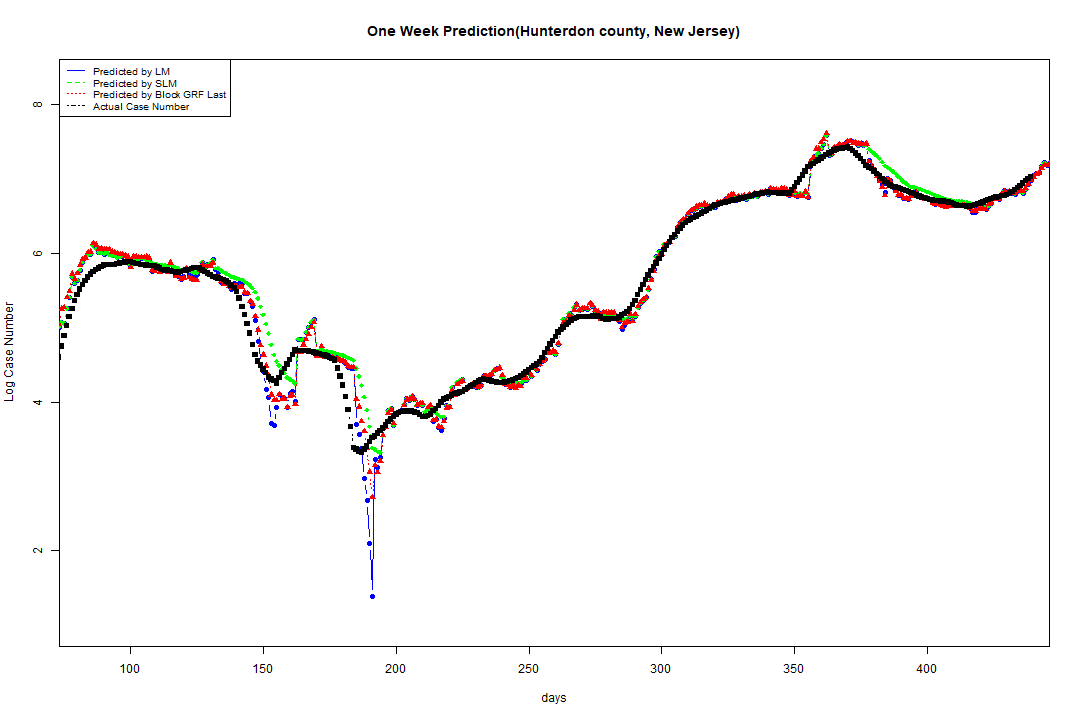 One Week Prediction(Hunterdon county, New Jersey)
Predicted by LM
Predicted by SLM
Predicted by Block GRF Last
Actual Case Number
8
6
4
2
Log Case Number
100 150 200 250 300 350 400
days